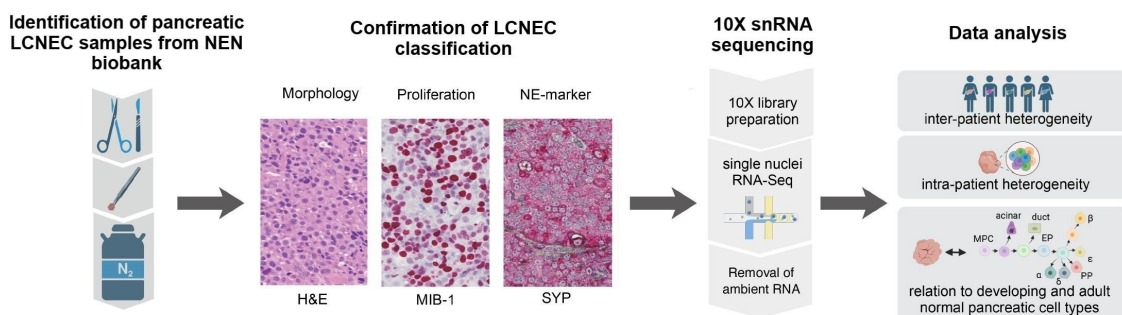 Identification of pancreatic
LCNEC samples from NEN
biobank
N2
Confirmation of LCNEC
classification
Morphology
Proliferation
NE-marker
H&E
MIB-1
SYP
10X snRNA
sequencing
10X library
preparation
single nuclei
RNA-Seq
Removal of
ambient RNA
Data analysis
inter-patient heterogeneity
intra-patient heterogeneity
acinar
duct
β
MPC
EP
ε
α
δ
PP
relation to developing and adult
normal pancreatic cell types